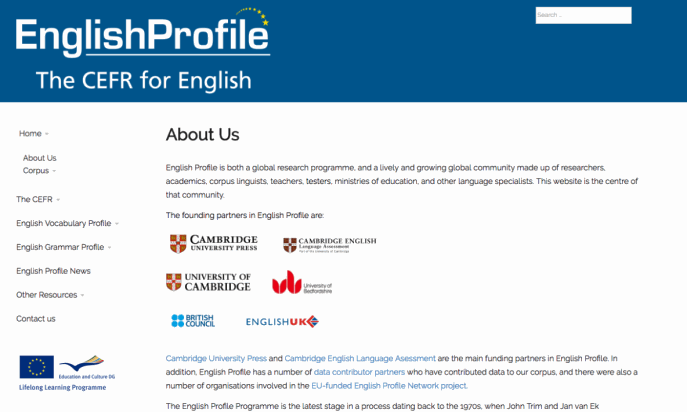 EnglishProfile
The CEFR for English
Search ...
Home
About Us
Corpus
The CEFR
English Vocabulary Profile
English Grammar Profile
English Profile News
Other Resources
Contact us
Education and Culture DG
Lifelong Learning Programme
About Us
English Profile is both a global research programme, and a lively and growing global community made up of researchers,
academics, corpus linguists, teachers, testers, ministries of education, and other language specialists. This website is the centre of
that community.
The founding partners in English Profile are:
CAMBRIDGE
UNIVERSITY PRESS
CAMBRIDGE ENGLISH
Language Assessment
Part of the University of Cambridge
UNIVERSITY OF
CAMBRIDGE
University of
Bedfordshire
BRITISH
COUNCIL
ENGLISHUK
Cambridge University Press and Cambridge English Language Asessment are the main funding partners in English Profile. In
addition, English Profile has a number of data contributor partners who have contributed data to our corpus, and there were also a
number of organisations involved in the EU-funded English Profile Network project.
The English Profile Programme is the latest stage in a process dating back to the 1970s, when John Trim and Jan van Ek